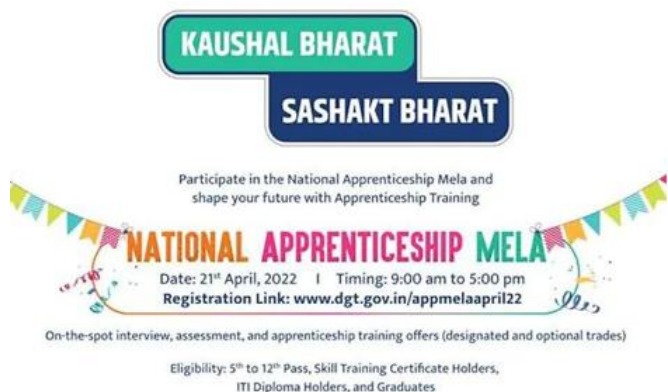 KAUSHAL BHARAT
SASHAKT BHARAT
Participate in the National Apprenticeship Mela and
shape your future with Apprenticeship Training
NATIONAL APPRENTICESHIP MELA
Date: 21st April, 2022 I Timing: 9:00 am to 5:00 pm
Registration Link: www.dgt.gov.in/appmelaapril22
On-the-spot interview, assessment, and apprenticeship training offers (designated and optional trades)
Eligibility: 5th to 12th Pass, Skill Training Certificate Holders,
ITI Diploma Holders, and Graduates